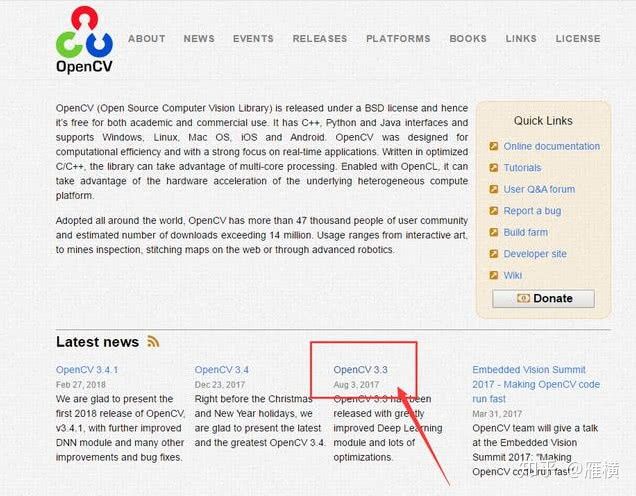 OpenCV
ABOUT NEWS EVENTS RELEASES PLATFORMS BOOKS LINKS LICENSE
OpenCV (Open Source Computer Vision Library) is released under a BSD license and hence
it's free for both academic and commercial use. It has C++, Python and Java interfaces and
supports Windows, Linux, Mac OS, iOS and Android. OpenCV was designed for
computational efficiency and with a strong focus on real-time applications. Written in optimized
C/C++, the library can take advantage of multi-core processing. Enabled with OpenCL, it can
take advantage of the hardware acceleration of the underlying heterogeneous compute
platform.
Adopted all around the world, OpenCV has more than 47 thousand people of user community
and estimated number of downloads exceeding 14 million. Usage ranges from interactive art,
to mines inspection, stitching maps on the web or through advanced robotics.
Quick Links
Online documentation
Tutorials
User Q&A forum
Report a bug
Build farm
Developer site
Wiki
Donate
Latest news
OpenCV 3.4.1
Feb 27, 2018
We are glad to present the
first 2018 release of OpenCV,
v3.4.1, with further improved
DNN module and many other
improvements and bug fixes.
OpenCV 3.4
Dec 23, 2017
Right before the Christmas
and New Year holidays, we
are glad to present the latest
and the greatest OpenCV 3.4.
OpenCV 3.3
Aug 3, 2017
OpenCV 3.3 has been
released with greatly
improved Deep Learning
module and lots of
optimizations.
Embedded Vision Summit
2017 - Making OpenCV code
run fast
Mar 31, 2017
OpenCV team will give a talk
at the Embedded Vision
Summit 2017: "Making
OpenCV code run fast"
知乎 @雁横